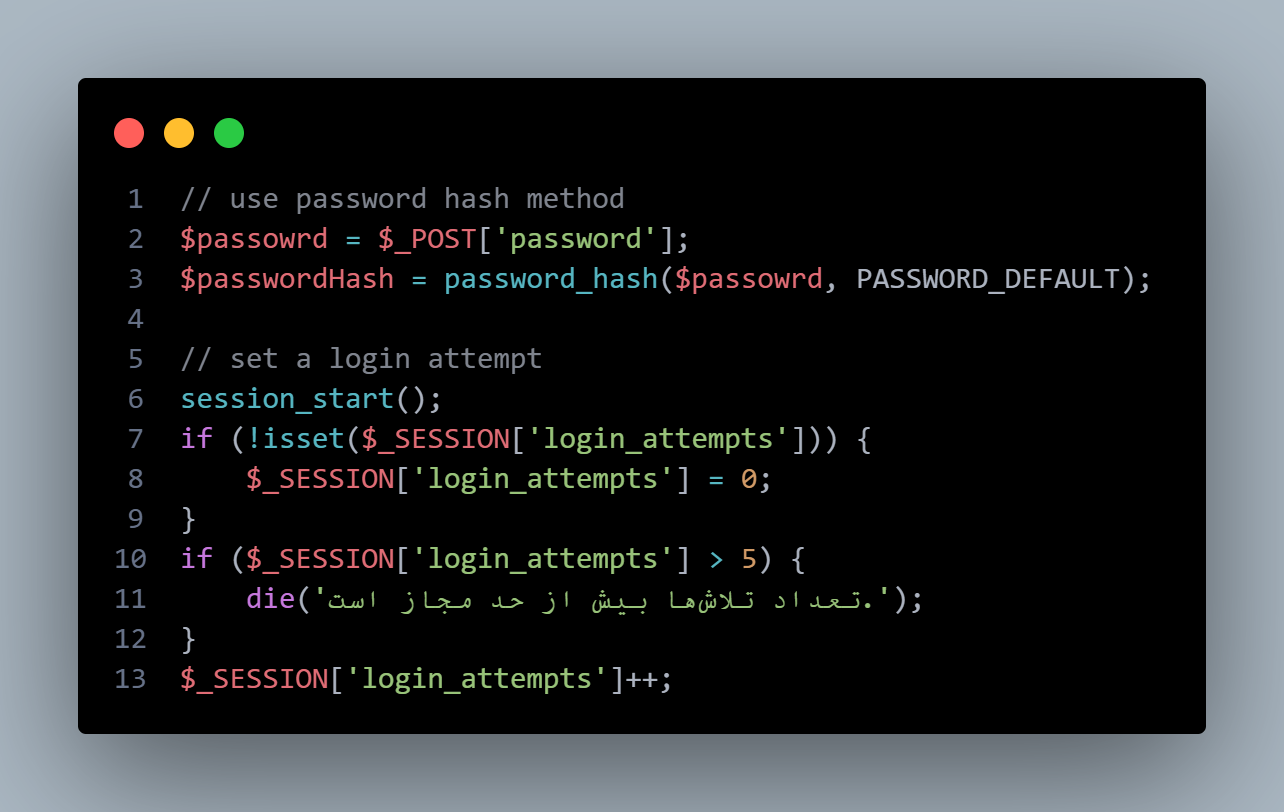 1 // use password hash method
2 $passowrd = $_POST['password'];
3 $passwordHash = password_hash($passowrd, PASSWORD_DEFAULT);
4
5 // set a login attempt
6 session_start();
7 if (!isset($_SESSION['login_attempts'])) {
8     $_SESSION['login_attempts'] = 0;
9 }
10 if ($_SESSION['login_attempts'] > 5) {
11     die('تعداد تلاش‌ها بیش از حد مجاز است.');
12 }
13 $_SESSION['login_attempts']++;